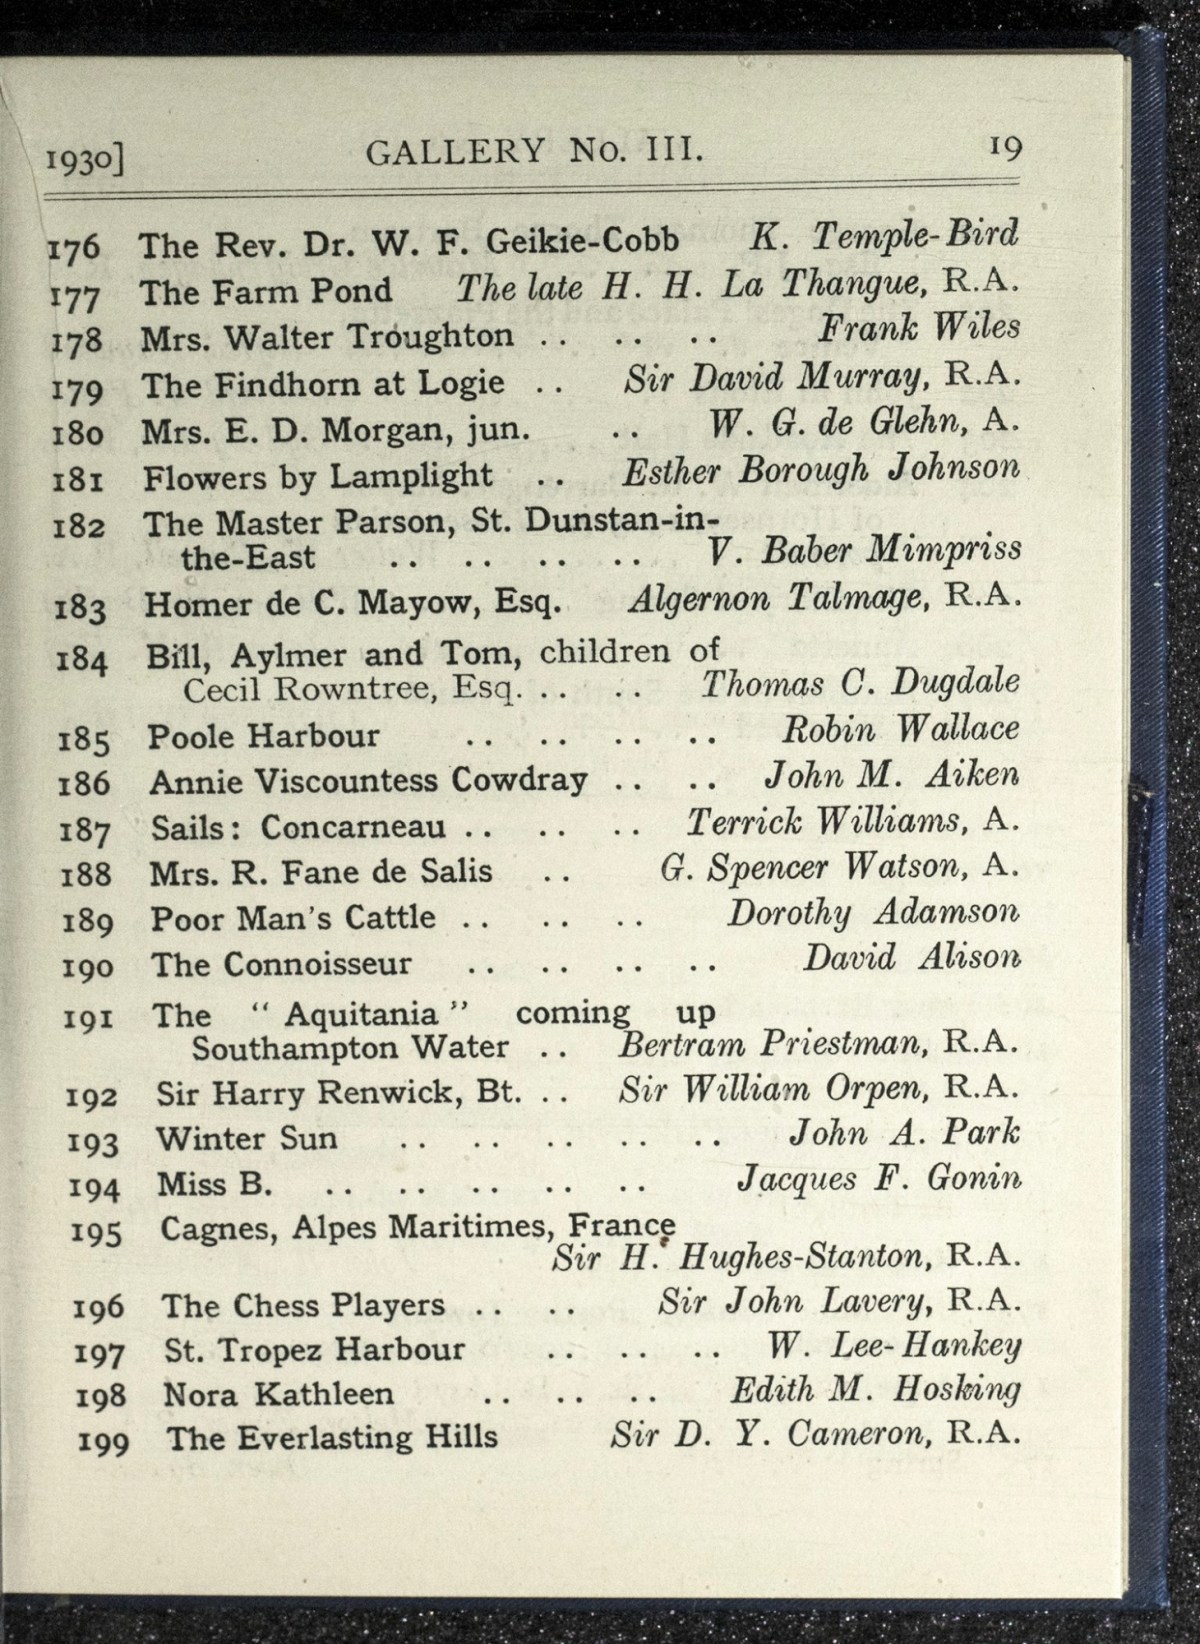 1930] GALLERY No. III. 19
176 The Rev. Dr. W. F. Geikie-Cobb K. Temple-Bird
177 The Farm Pond The late H. H. La Thangue, R.A.
178 Mrs. Walter Troughton .. .. .. Frank Wiles
179 The Findhorn at Logie .. Sir David Murray, R.A.
180 Mrs. E. D. Morgan, jun. .. W. G. de Glehn, A.
181 Flowers by Lamplight .. Esther Borough Johnson
182 The Master Parson, St. Dunstan-in-
the-East .. .. .. .. V. Baber Mimpriss
183 Homer de C. Mayow, Esq. Algernon Talmage, R.A.
184 Bill, Aylmer and Tom, children of
Cecil Rowntree, Esq. .. .. Thomas C. Dugdale
185 Poole Harbour .. .. .. .. Robin Wallace
186 Annie Viscountess Cowdray .. .. John M. Aiken
187 Sails: Concarneau .. .. .. Terrick Williams, A.
188 Mrs. R. Fane de Salis .. G. Spencer Watson, A.
189 Poor Man's Cattle .. .. .. Dorothy Adamson
190 The Connoisseur .. .. .. .. David Alison
191 The "Aquitania" coming up
Southampton Water .. Bertram Priestman, R.A.
192 Sir Harry Renwick, Bt. .. Sir William Orpen, R.A.
193 Winter Sun .. .. .. .. .. John A. Park
194 Miss B. .. .. .. .. .. Jacques F. Gonin
195 Cagnes, Alpes Maritimes, France
Sir H. Hughes-Stanton, R.A.
196 The Chess Players .. .. Sir John Lavery, R.A.
197 St. Tropez Harbour .. .. .. W. Lee-Hankey
198 Nora Kathleen .. .. .. Edith M. Hosking
199 The Everlasting Hills Sir D. Y. Cameron, R.A.